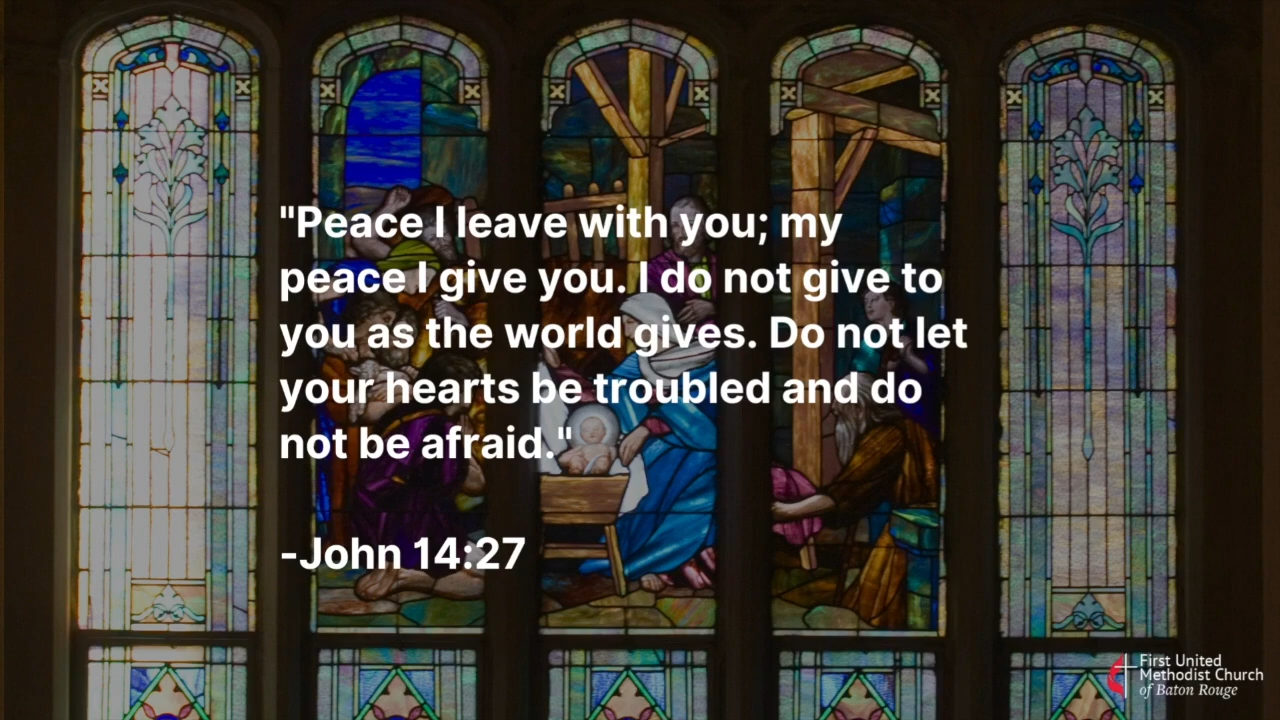 "Peace I leave with you; my
peace I give you. I do not give to
you as the world gives. Do not let
your hearts be troubled and do
not be afraid."
-John 14:27
First United
Methodist Church
of Baton Rouge